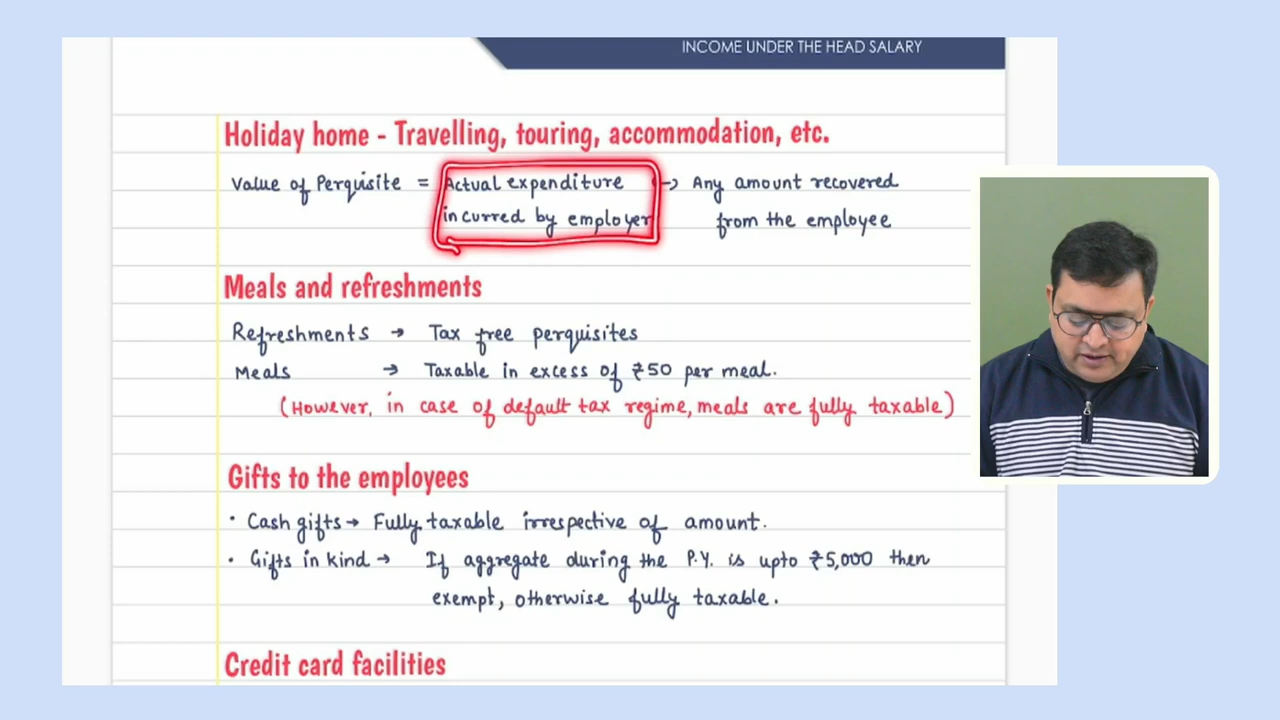 INCOME UNDER THE HEAD SALARY
Holiday home - Travelling, touring, accommodation, etc.
Value of Perquisite = Actual expenditure (-) Any amount recovered
incurred by employer from the employee
Meals and refreshments
Refreshments → Tax free perquisites
Meals → Taxable in excess of ₹50 per meal.
(However, in case of default tax regime, meals are fully taxable)
Gifts to the employees
• Cash gifts → Fully taxable irrespective of amount.
• Gifts in kind → If aggregate during the P.Y. is upto ₹5,000 then
exempt, otherwise fully taxable.
Credit card facilities